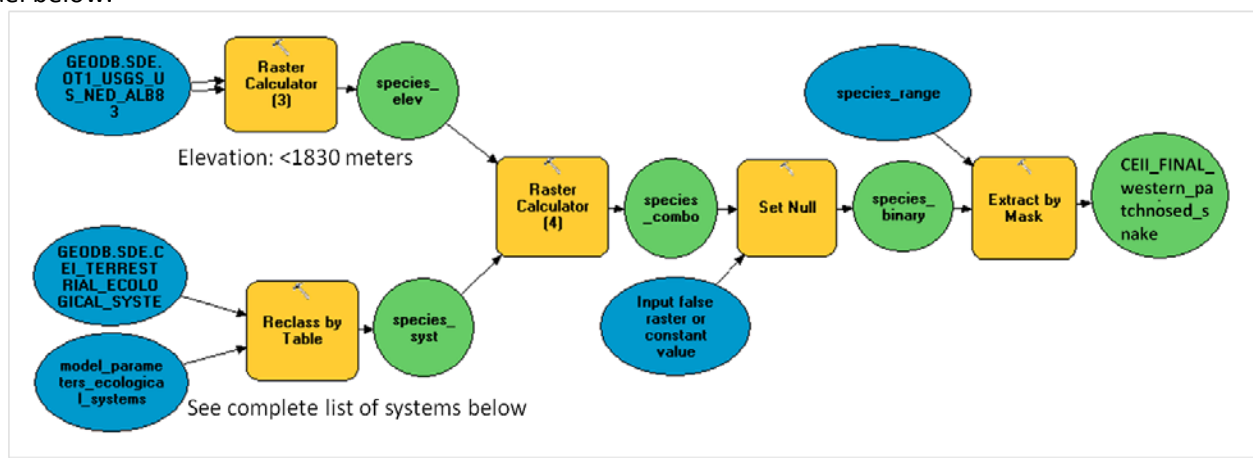 GEODB.SDE.
OT1_USGS_U
S_NED_ALB8
3
Raster
Calculator
(3)
species_
elev
Elevation: <1830 meters
species_range
Raster
Calculator
(4)
species
_combo
Set Null
species_
binary
Extract by
Mask
CEII_FINAL_
western_pa
tchnosed_s
nake
GEODB.SDE.C
EI_TERREST
RIAL_ECOLO
GICAL_SYSTE
Reclass by
Table
species_
syst
Input false
raster or
constant
value
model_parame
ters_ecologica
l_systems
See complete list of systems below